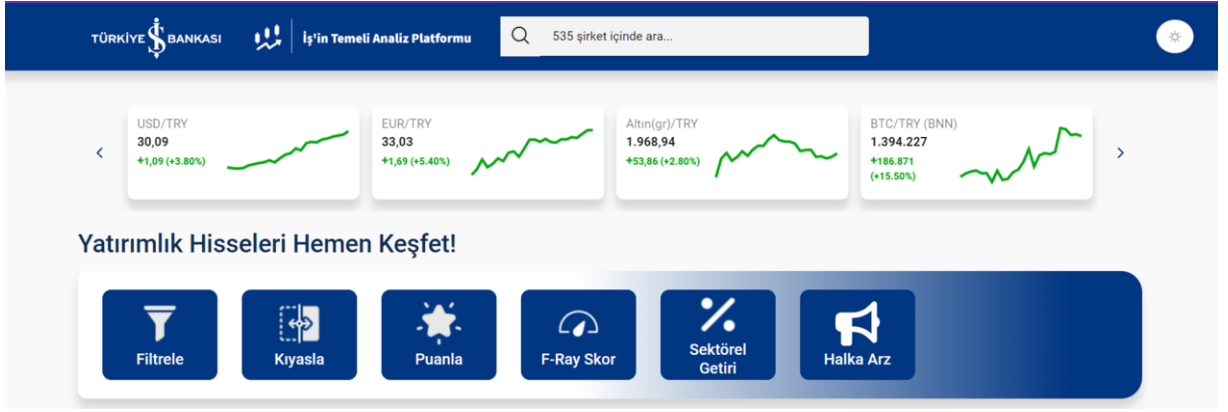 TÜRKİYE İŞ BANKASI
İş'in Temeli Analiz Platformu
535 şirket içinde ara...
USD/TRY
30,09
+1,09 (+3.80%)
EUR/TRY
33,03
+1,69 (+5.40%)
Altın(gr)/TRY
1.968,94
+53,86 (+2.80%)
BTC/TRY (BNN)
1.394.227
+186.871
(+15.50%)
Yatırımlık Hisseleri Hemen Keşfet!
Filtrele
Kıyasla
Puanla
F-Ray Skor
Sektörel
Getiri
Halka Arz